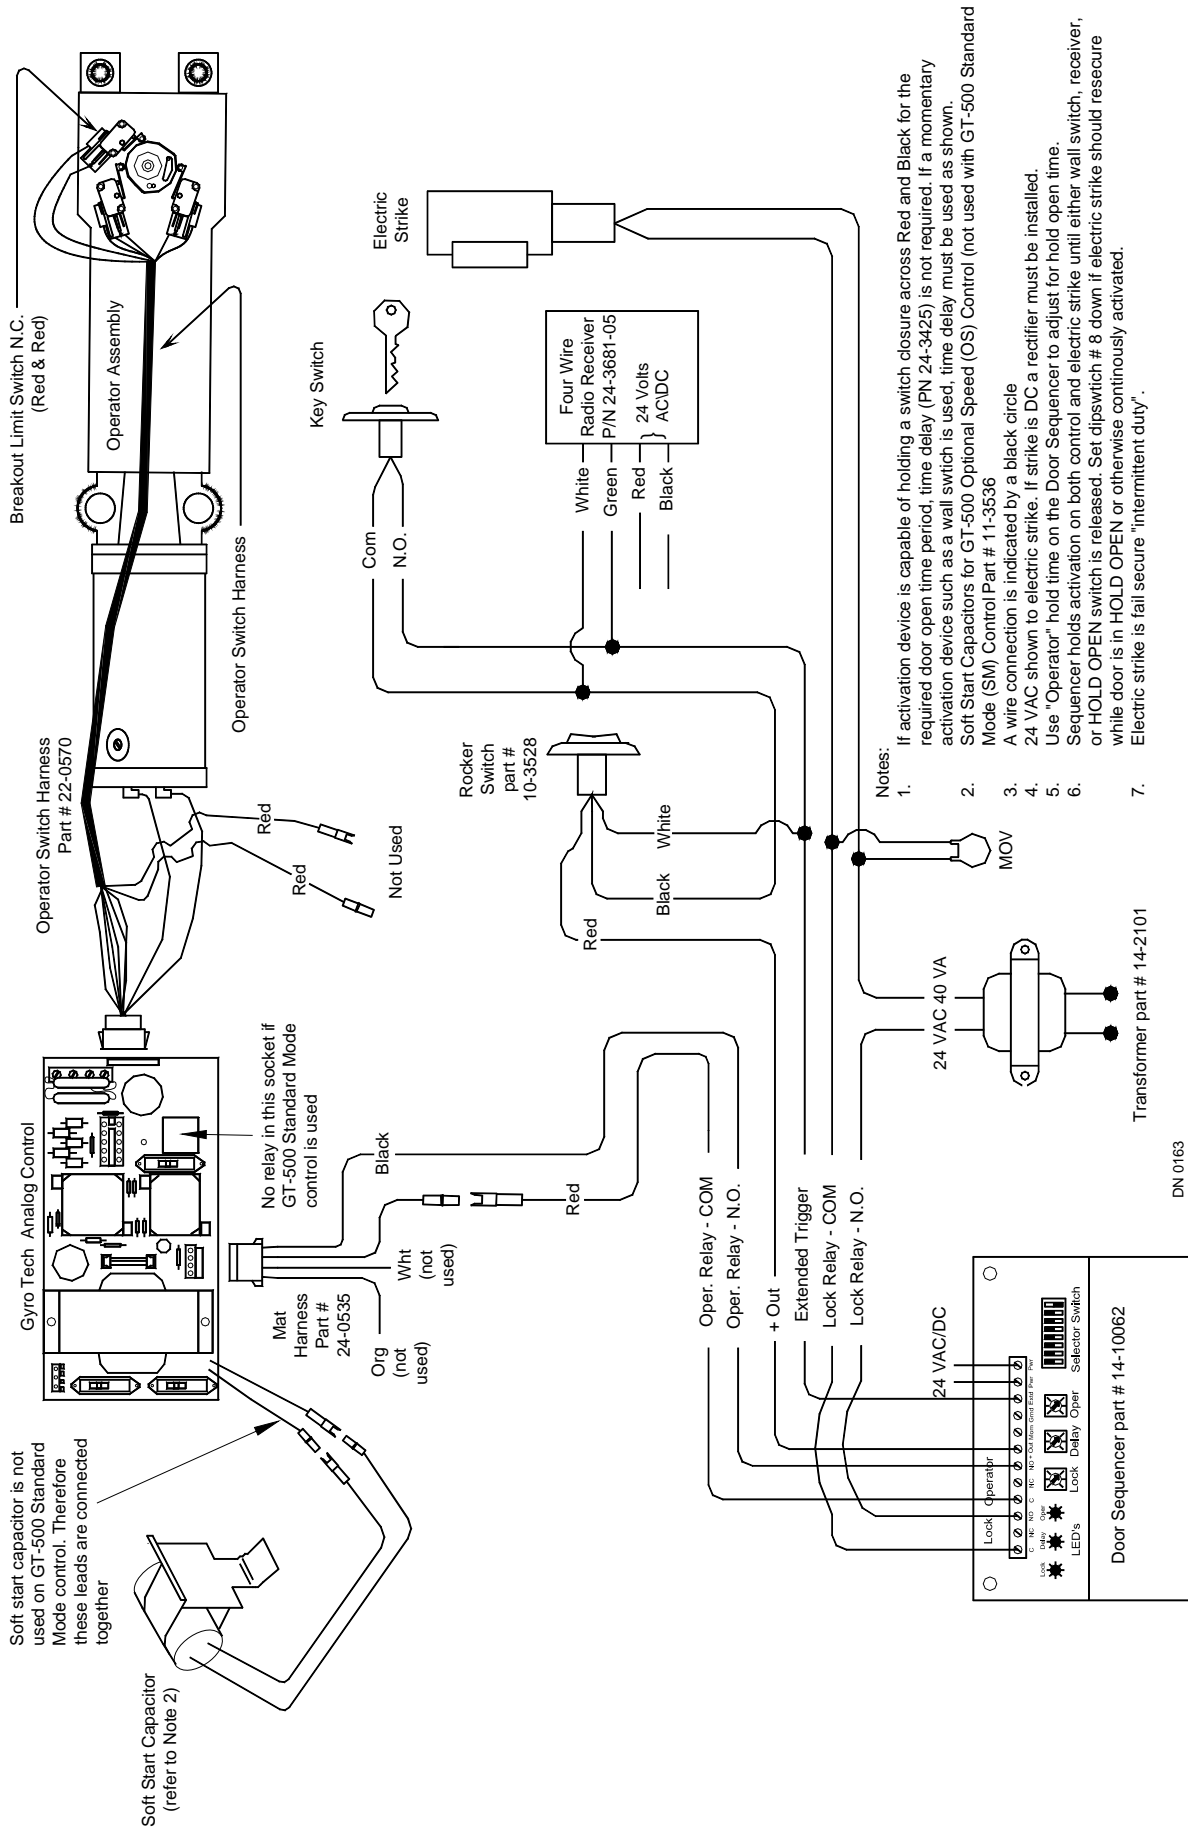 Soft start capacitor is not
used on GT-500 Standard
Mode control. Therefore
these leads are connected
together
Soft Start Capacitor
(refer to Note 2)
Gyro Tech Analog Control
Operator Switch Harness
Part # 22-0570
Breakout Limit Switch N.C.
(Red & Red)
Operator Assembly
Operator Switch Harness
Red
Red
Not Used
No relay in this socket if
GT-500 Standard Mode
control is used
Mat
Harness
Part #
24-0535
Org
(not
used)
Wht
(not
used)
Black
Red
Key Switch
Com
N.O.
Electric
Strike
Four Wire
Radio Receiver
P/N 24-3681-05
24 Volts
AC\DC
White
Green
Red
Black
Rocker
Switch
part #
10-3528
Red
Black
White
Oper. Relay - COM
Oper. Relay - N.O.
+ Out
Extended Trigger
Lock Relay - COM
Lock Relay - N.O.
24 VAC 40 VA
MOV
Transformer part # 14-2101
24 VAC/DC
Lock Operator
C NC NO C NC NO + Out Mom Gnd Extd Pwr Pwr
Lock Delay Oper
LED's
Lock Delay Oper
Selector Switch
Door Sequencer part # 14-10062
DN 0163
Notes:
1. If activation device is capable of holding a switch closure across Red and Black for the
required door open time period, time delay (PN 24-3425) is not required. If a momentary
activation device such as a wall swtich is used, time delay must be used as shown.
2. Soft Start Capacitors for GT-500 Optional Speed (OS) Control (not used with GT-500 Standard
Mode (SM) Control Part # 11-3536
3. A wire connection is indicated by a black circle
4. 24 VAC shown to electric strike. If strike is DC a rectifier must be installed.
5. Use "Operator" hold time on the Door Sequencer to adjust for hold open time.
6. Sequencer holds activation on both control and electric strike until either wall switch, receiver,
or HOLD OPEN switch is released. Set dipswtich # 8 down if electric strike should resecure
while door is in HOLD OPEN or otherwise continously activated.
7. Electric strike is fail secure "intermittent duty".